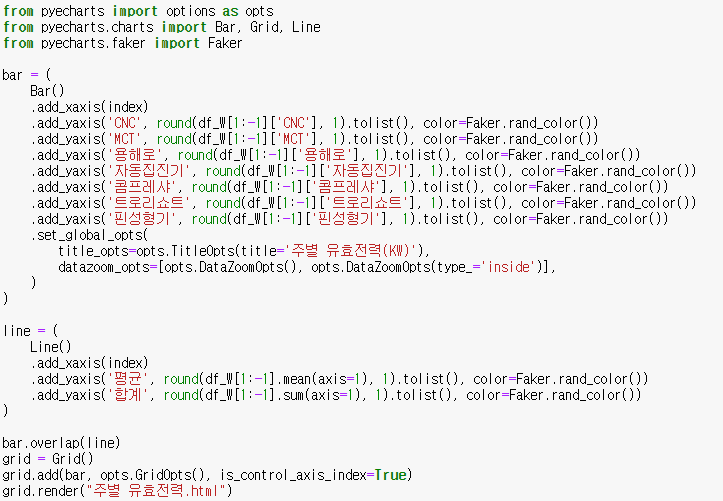 from pyecharts import options as opts
from pyecharts.charts import Bar, Grid, Line
from pyecharts.faker import Faker
bar = (
Bar()
.add_xaxis(index)
.add_yaxis('CNC', round(df_W[1:-1]['CNC'], 1).tolist(), color=Faker.rand_color())
.add_yaxis('MCT', round(df_W[1:-1]['MCT'], 1).tolist(), color=Faker.rand_color())
.add_yaxis('용해로', round(df_W[1:-1]['용해로'], 1).tolist(), color=Faker.rand_color())
.add_yaxis('자동집진기', round(df_W[1:-1]['자동집진기'], 1).tolist(), color=Faker.rand_color())
.add_yaxis('콤프레샤', round(df_W[1:-1]['콤프레샤'], 1).tolist(), color=Faker.rand_color())
.add_yaxis('트로리쇼트', round(df_W[1:-1]['트로리쇼트'], 1).tolist(), color=Faker.rand_color())
.add_yaxis('핀성형기', round(df_W[1:-1]['핀성형기'], 1).tolist(), color=Faker.rand_color())
.set_global_opts(
title_opts=opts.TitleOpts(title='주별 유효전력(KW)'),
datazoom_opts=[opts.DataZoomOpts(), opts.DataZoomOpts(type_='inside')],
)
)
line = (
Line()
.add_xaxis(index)
.add_yaxis('평균', round(df_W[1:-1].mean(axis=1), 1).tolist(), color=Faker.rand_color())
.add_yaxis('합계', round(df_W[1:-1].sum(axis=1), 1).tolist(), color=Faker.rand_color())
)
bar.overlap(line)
grid = Grid()
grid.add(bar, opts.GridOpts(), is_control_axis_index=True)
grid.render("주별 유효전력.html")